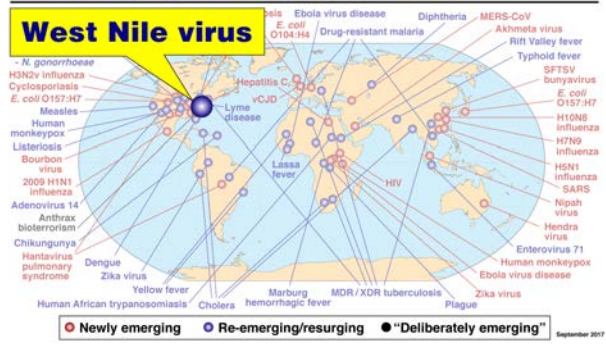 West Nile virus
E. coli
O104:H4
Ebola virus disease
Drug-resistant malaria
Diphtheria
MERS-CoV
Akhmeta virus
Rift Valley fever
Typhoid fever
SFTSV
bunyavirus
E. coli
O157:H7
H10N8
influenza
H7N9
influenza
H5N1
influenza
SARS
Nipah
virus
Hendra
virus
Enterovirus 71
Human monkeypox
Ebola virus disease
Zika virus
Plague
MDR / XDR tuberculosis
Marburg
hemorrhagic fever
Cholera
Human African trypanosomiasis
Yellow fever
Zika virus
Dengue
Hantavirus
pulmonary
syndrome
Chikungunya
Anthrax
bioterrorism
Adenovirus 14
2009 H1N1
influenza
Bourbon
virus
Listeriosis
Human
monkeypox
Measles
E. coli O157:H7
Cyclosporiasis
H3N2v influenza
- N. gonorrhoeae
Hepatitis C
vCJD
Lyme
disease
Lassa
fever
HIV
Newly emerging
Re-emerging/resurging
"Deliberately emerging"
September 2017